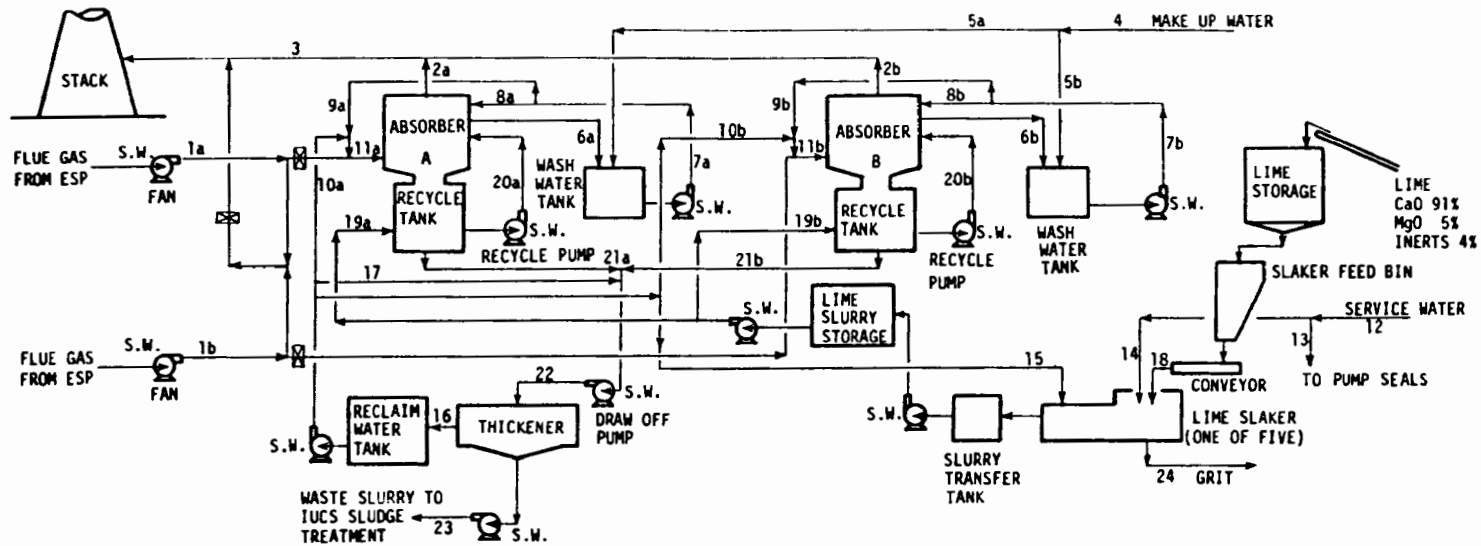 5a
4
MAKE UP WATER
3
STACK
2a
2b
9a
8a
9b
8b
5b
ABSORBER
A
6a
10b
ABSORBER
B
6b
7b
FLUE GAS
FROM ESP
S.W.
1a
FAN
11a
7a
11b
10a
20a
WASH
WATER
TANK
S.W.
20b
S.W.
LIME
STORAGE
LIME
CaO 91%
MgO 5%
INERTS 4%
RECYCLE
TANK
19a
S.W.
RECYCLE PUMP
19b
RECYCLE
TANK
S.W.
RECYCLE
PUMP
WASH
WATER
TANK
21a
21b
17
SLAKER FEED BIN
LIME
SLURRY
STORAGE
S.W.
SERVICE WATER
12
13
TO PUMP SEALS
FLUE GAS
FROM ESP
S.W.
1b
FAN
14
18
15
CONVEYOR
22
S.W.
DRAW OFF
PUMP
RECLAIM
WATER
TANK
16
THICKENER
S.W.
S.W.
LIME SLAKER
(ONE OF FIVE)
SLURRY
TRANSFER
TANK
24
GRIT
WASTE SLURRY TO
IUCS SLUDGE
TREATMENT
23
S.W.